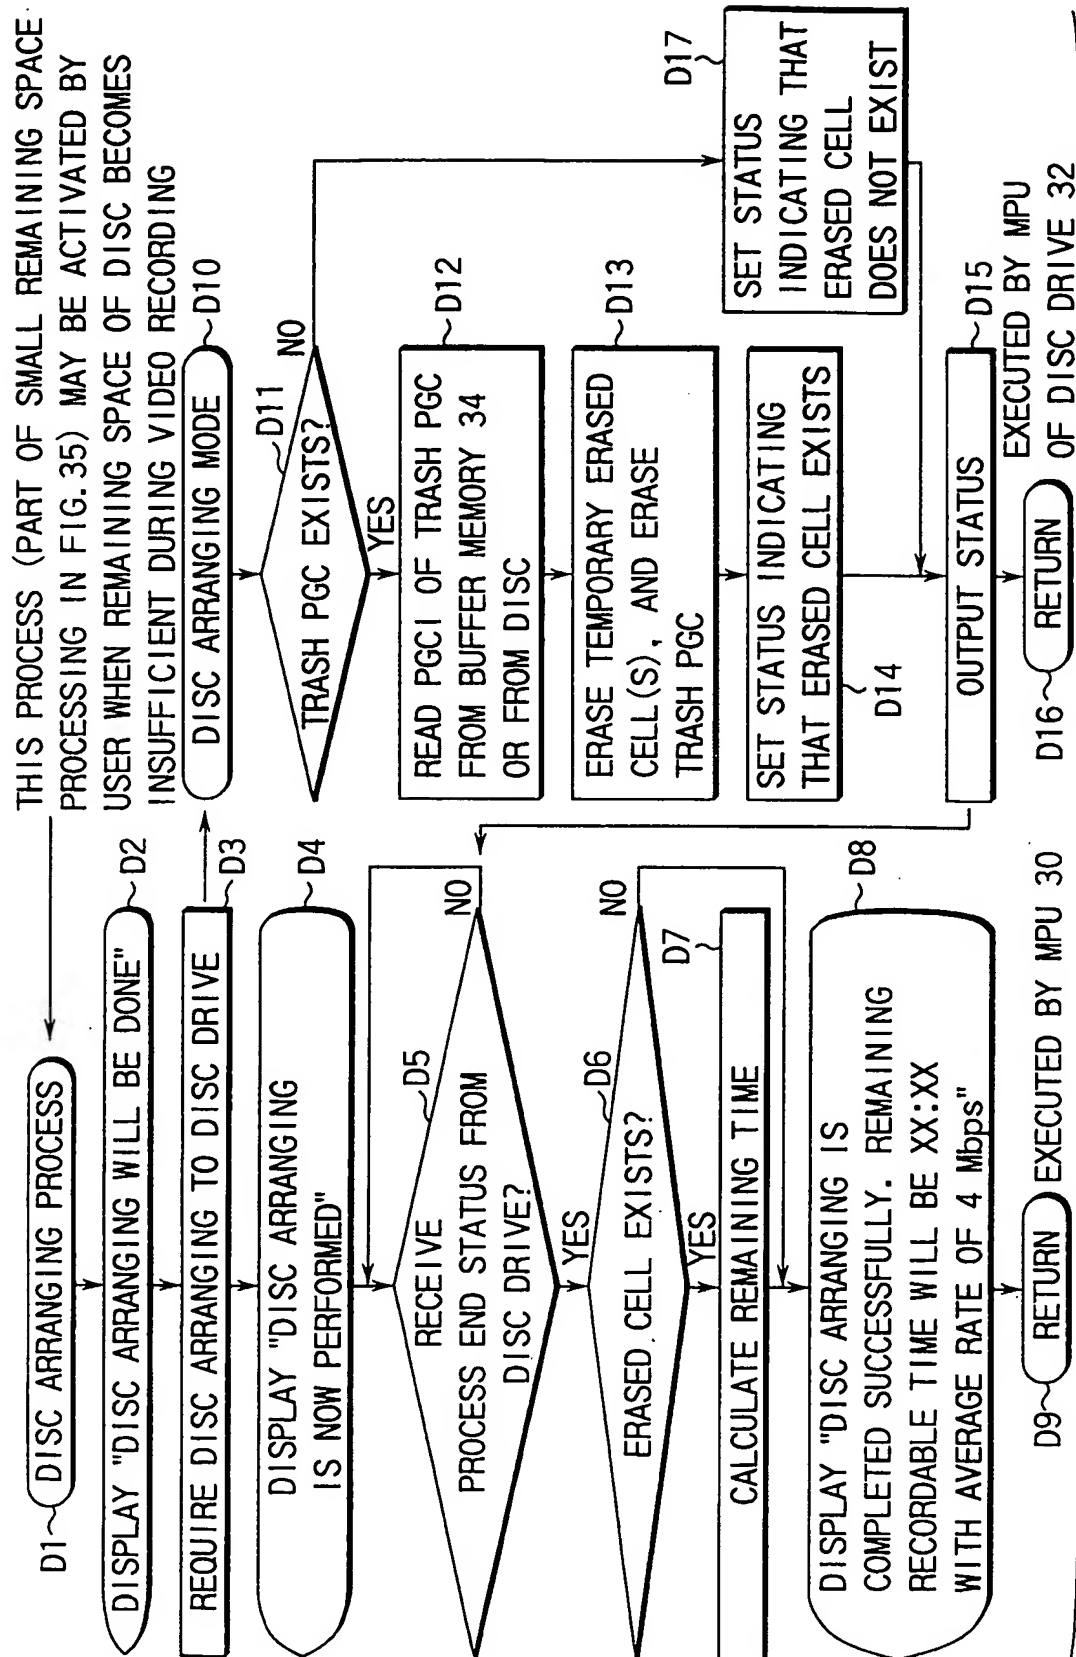 THIS PROCESS (PART OF SMALL REMAINING SPACE
PROCESSING IN FIG.35) MAY BE ACTIVATED BY
USER WHEN REMAINING SPACE OF DISC BECOMES
INSUFFICIENT DURING VIDEO RECORDING
D1
DISC ARRANGING PROCESS
DISPLAY "DISC ARRANGING WILL BE DONE"
D2
REQUIRE DISC ARRANGING TO DISC DRIVE
D3
DISPLAY "DISC ARRANGING
IS NOW PERFORMED"
D4
RECEIVE
PROCESS END STATUS FROM
DISC DRIVE?
D5
NO
YES
ERASED CELL EXISTS?
D6
NO
YES
CALCULATE REMAINING TIME
D7
DISPLAY "DISC ARRANGING IS
COMPLETED SUCCESSFULLY. REMAINING
RECORDABLE TIME WILL BE XX:XX
WITH AVERAGE RATE OF 4 Mbps"
D8
D9
RETURN
EXECUTED BY MPU 30
DISC ARRANGING MODE
D10
TRASH PGC EXISTS?
D11
NO
YES
READ PGCI OF TRASH PGC
FROM BUFFER MEMORY 34
OR FROM DISC
D12
ERASE TEMPORARY ERASED
CELL(S), AND ERASE
TRASH PGC
D13
SET STATUS INDICATING
THAT ERASED CELL EXISTS
D14
SET STATUS
INDICATING THAT
ERASED CELL
DOES NOT EXIST
D17
OUTPUT STATUS
D15
D16
RETURN
EXECUTED BY MPU
OF DISC DRIVE 32